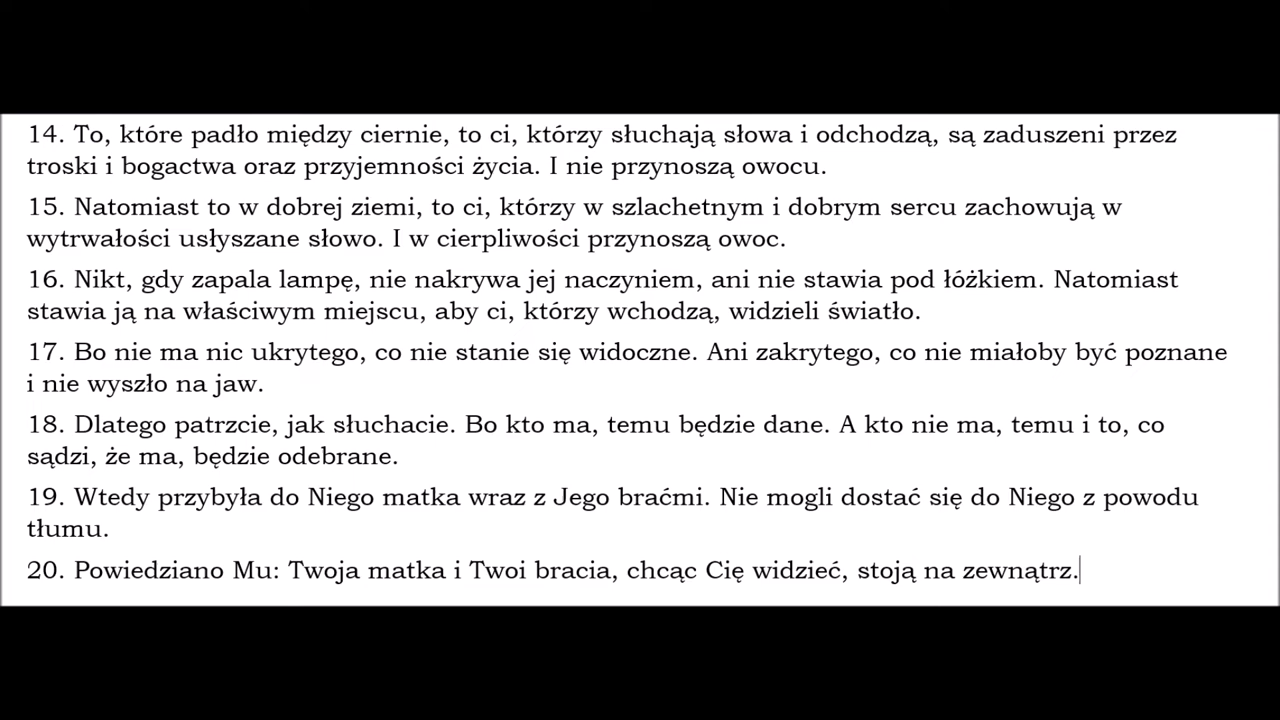 14. To, które padło między ciernie, to ci, którzy słuchają słowa i odchodzą, są zaduszeni przez
troski i bogactwa oraz przyjemności życia. I nie przynoszą owocu.
15. Natomiast to w dobrej ziemi, to ci, którzy w szlachetnym i dobrym sercu zachowują w
wytrwałości usłyszane słowo. I w cierpliwości przynoszą owoc.
16. Nikt, gdy zapala lampę, nie nakrywa jej naczyniem, ani nie stawia pod łóżkiem. Natomiast
stawia ją na właściwym miejscu, aby ci, którzy wchodzą, widzieli światło.
17. Bo nie ma nic ukrytego, co nie stanie się widoczne. Ani zakrytego, co nie miałoby być poznane
i nie wyszło na jaw.
18. Dlatego patrzcie, jak słuchacie. Bo kto ma, temu będzie dane. A kto nie ma, temu i to, co
sądzi, że ma, będzie odebrane.
19. Wtedy przybyła do Niego matka wraz z Jego braćmi. Nie mogli dostać się do Niego z powodu
tłumu.
20. Powiedziano Mu: Twoja matka i Twoi bracia, chcąc Cię widzieć, stoją na zewnątrz.